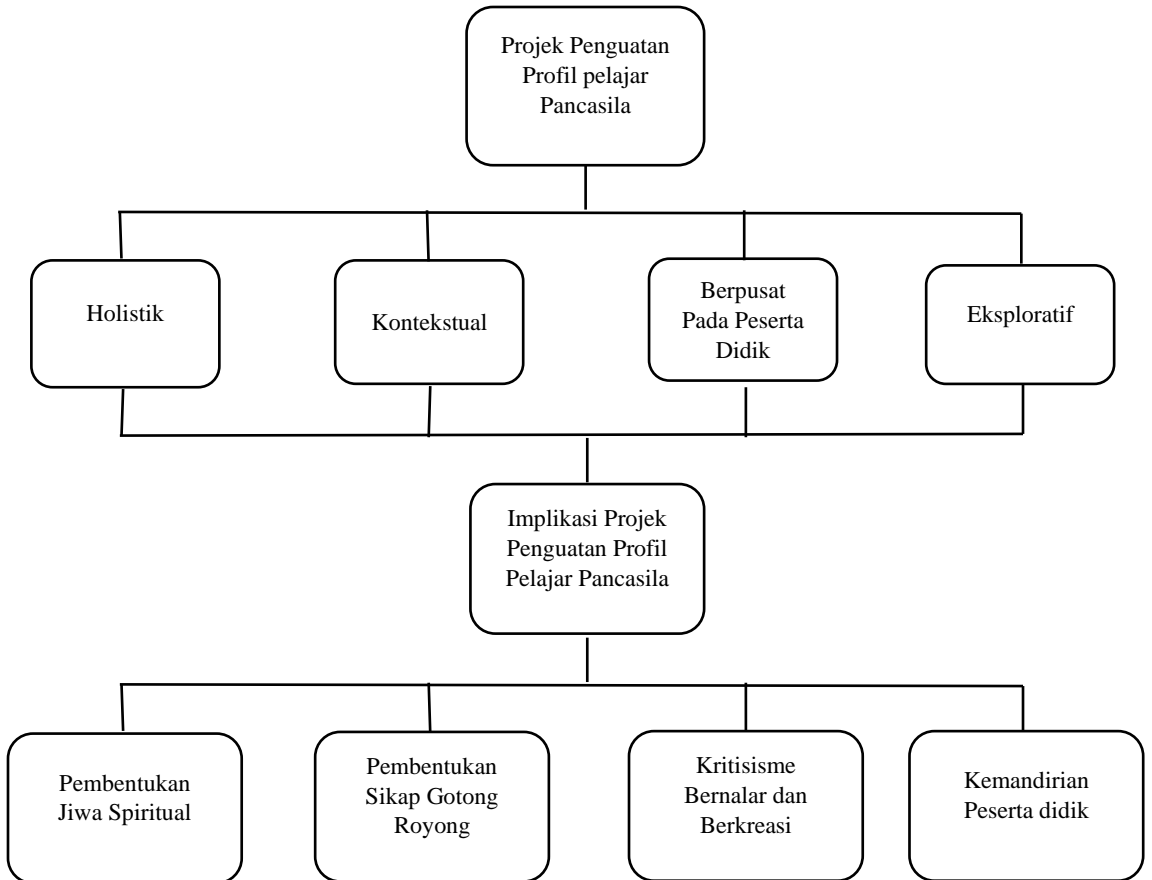 Projek Penguatan
Profil pelajar
Pancasila
Holistik
Kontekstual
Berpusat
Pada Peserta
Didik
Eksploratif
Implikasi Projek
Penguatan Profil
Pelajar Pancasila
Pembentukan
Jiwa Spiritual
Pembentukan
Sikap Gotong
Royong
Kritisisme
Bernalar dan
Berkreasi
Kemandirian
Peserta didik